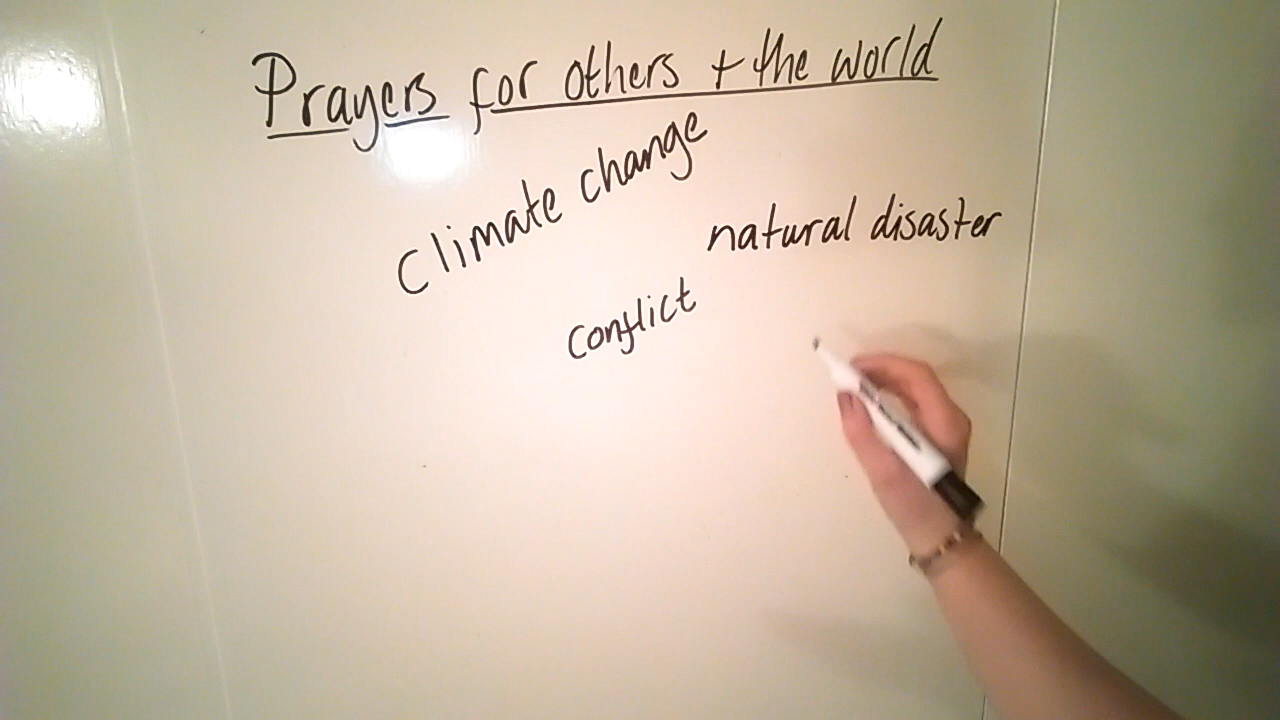 Prayers for others + the world
climate change
natural disaster
conflict